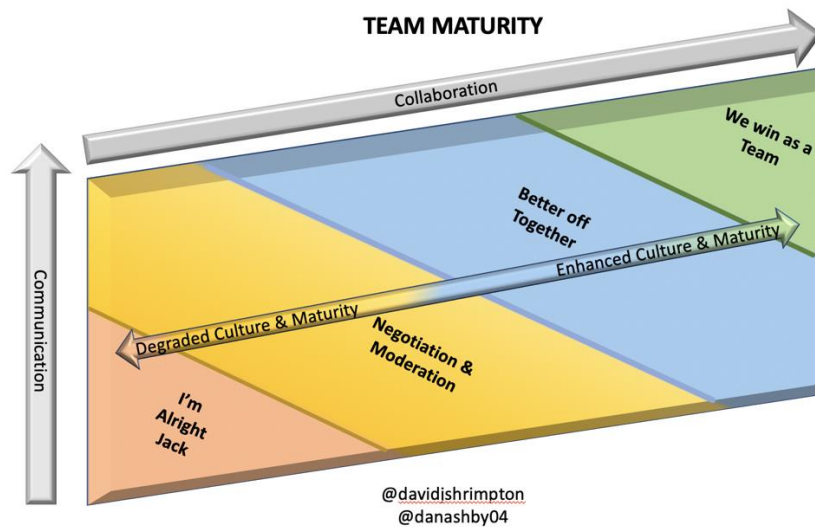 TEAM MATURITY
Collaboration
Communication
We win as a
Team
Better off
Together
Enhanced Culture & Maturity
Degraded Culture & Maturity
Negotiation &
Moderation
I'm
Alright
Jack
@davidjshrimpton
@danashby04